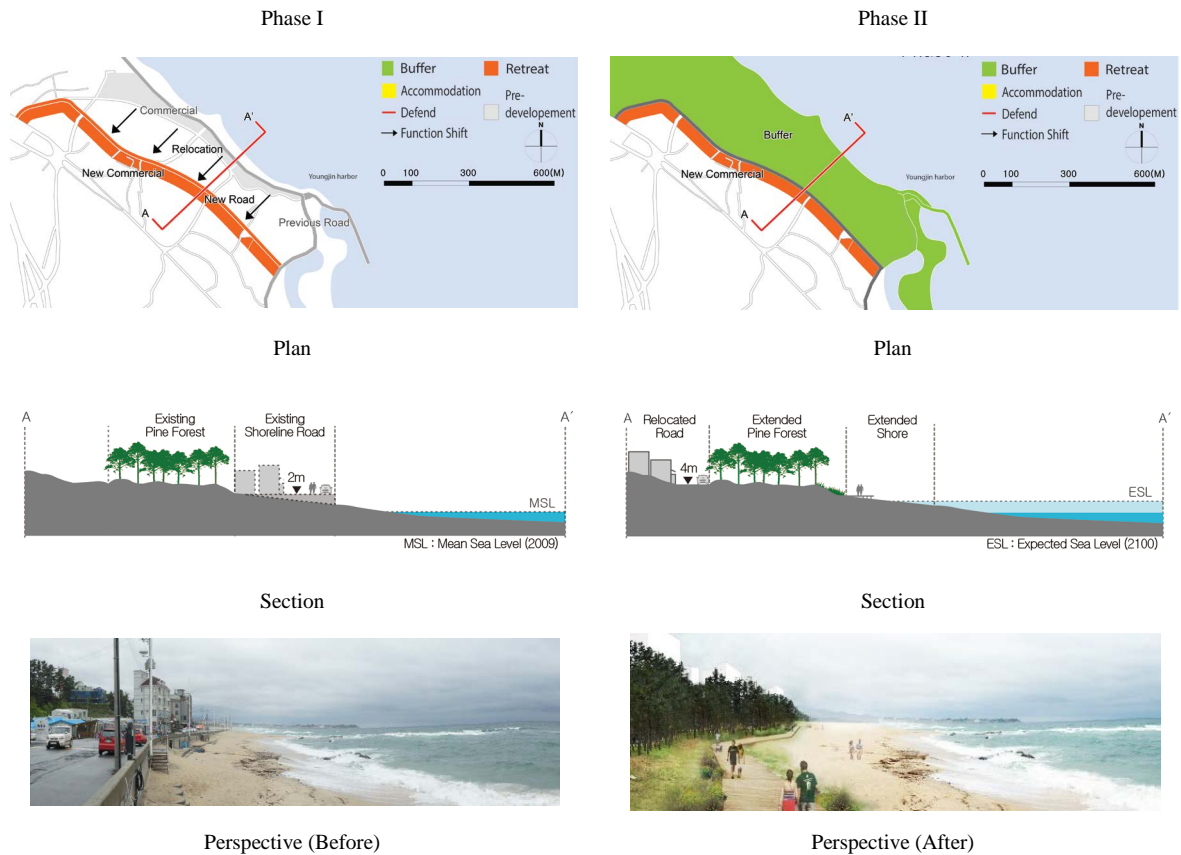 Phase I
Phase II
Buffer
Retreat
Accommodation
Pre-
developement
Defend
Function Shift
N
0 100 300 600(M)
Commercial
A'
Relocation
New Commercial
Youngjin harbor
New Road
A
Previous Road
Buffer
Retreat
Accommodation
Pre-
developement
Defend
Function Shift
N
0 100 300 600(M)
A'
Buffer
New Commercial
Youngjin harbor
A
Plan
Plan
A
Existing
Pine Forest
Existing
Shoreline Road
A′
2m
MSL
MSL : Mean Sea Level (2009)
A
Relocated
Road
Extended
Pine Forest
Extended
Shore
A′
4m
ESL
ESL : Expected Sea Level (2100)
Section
Section
Perspective (Before)
Perspective (After)